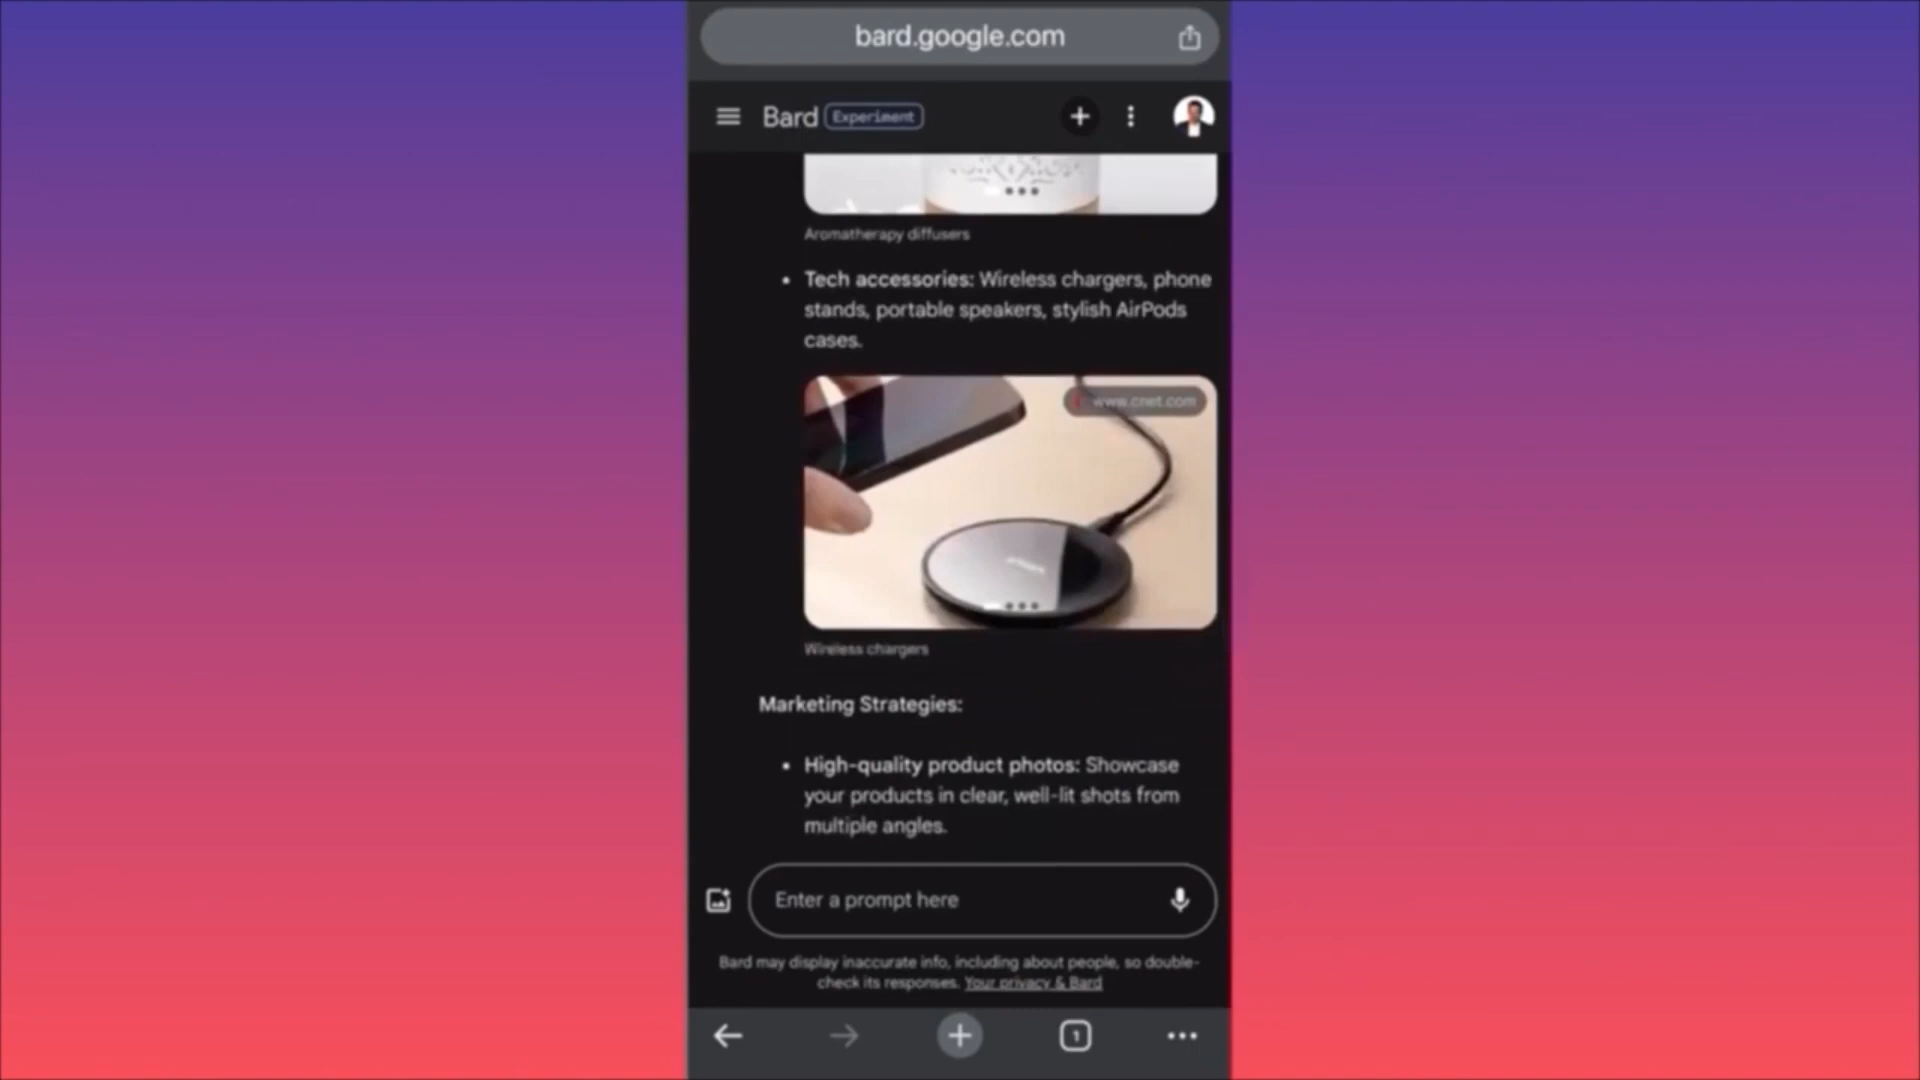 bard.google.com
Bard Experiment
Aromatherapy diffusers
• Tech accessories: Wireless chargers, phone
stands, portable speakers, stylish AirPods
cases.
www.cnet.com
Wireless chargers
Marketing Strategies:
• High-quality product photos: Showcase
your products in clear, well-lit shots from
multiple angles.
Enter a prompt here
Bard may display inaccurate info, including about people, so double-
check its responses. Your privacy & Bard
1